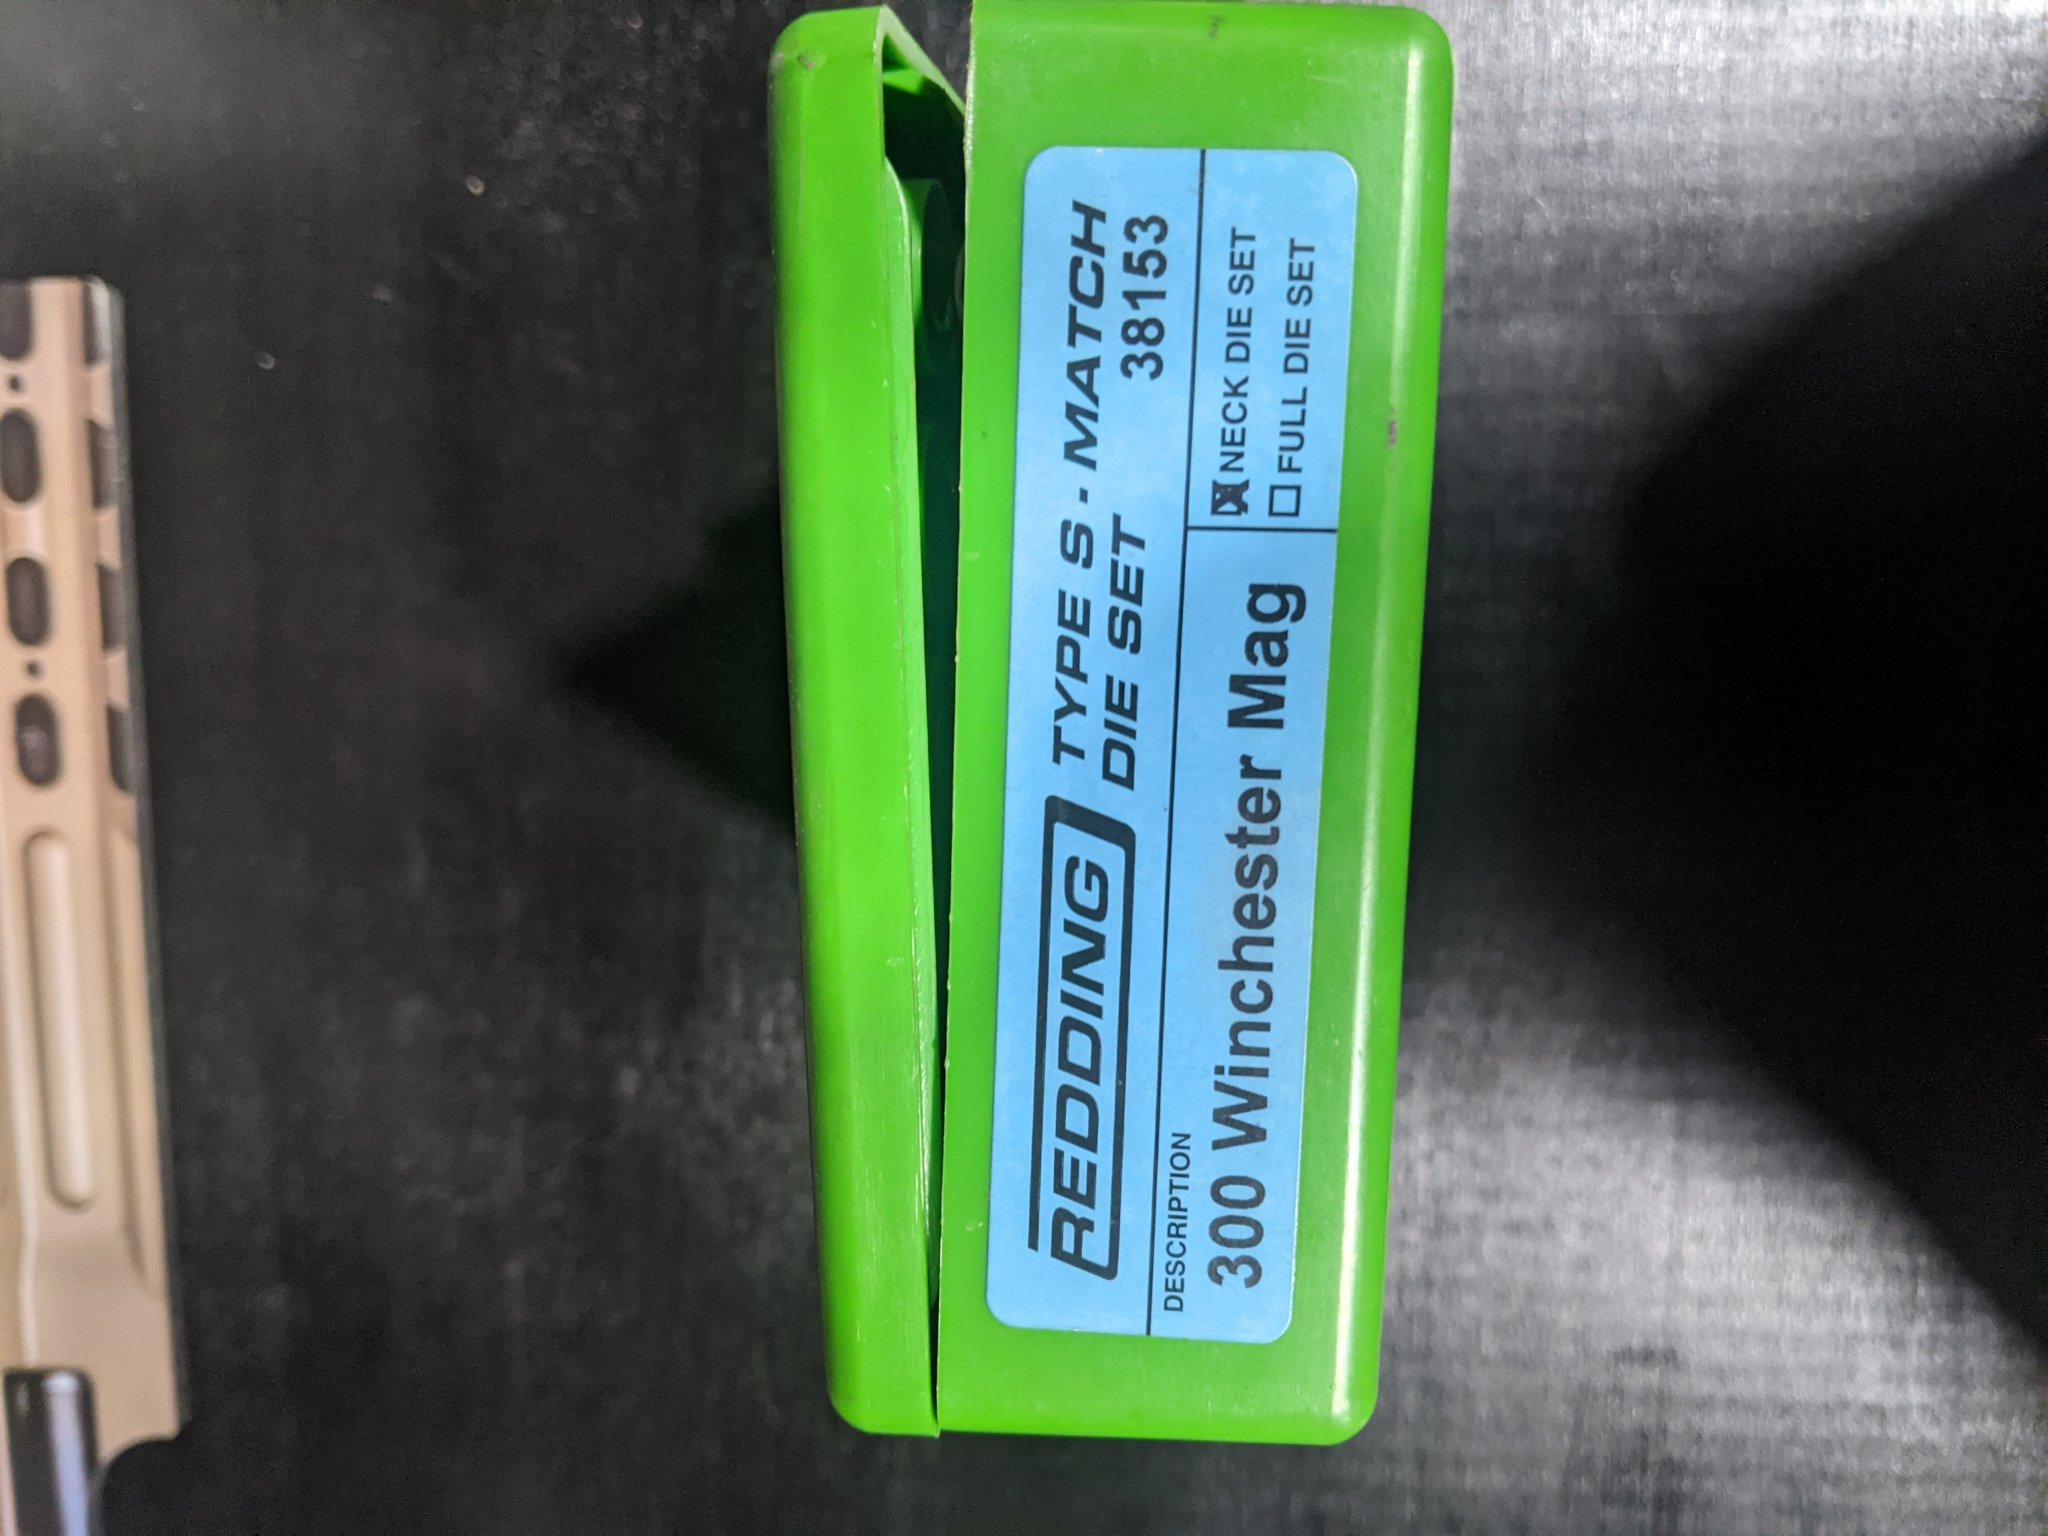 REDDING TYPE S - MATCH
DIE SET 38153
DESCRIPTION
300 Winchester Mag
NECK DIE SET
FULL DIE SET